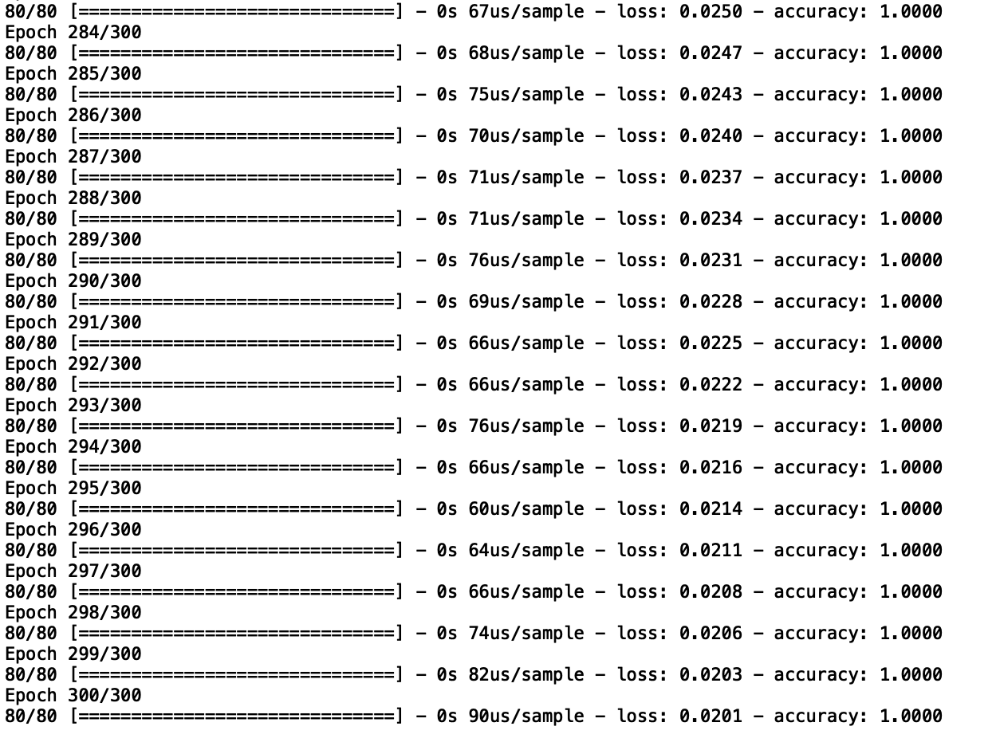 80/80 [==============================] - 0s 67us/sample - loss: 0.0250 - accuracy: 1.0000
Epoch 284/300
80/80 [==============================] - 0s 68us/sample - loss: 0.0247 - accuracy: 1.0000
Epoch 285/300
80/80 [==============================] - 0s 75us/sample - loss: 0.0243 - accuracy: 1.0000
Epoch 286/300
80/80 [==============================] - 0s 70us/sample - loss: 0.0240 - accuracy: 1.0000
Epoch 287/300
80/80 [==============================] - 0s 71us/sample - loss: 0.0237 - accuracy: 1.0000
Epoch 288/300
80/80 [==============================] - 0s 71us/sample - loss: 0.0234 - accuracy: 1.0000
Epoch 289/300
80/80 [==============================] - 0s 76us/sample - loss: 0.0231 - accuracy: 1.0000
Epoch 290/300
80/80 [==============================] - 0s 69us/sample - loss: 0.0228 - accuracy: 1.0000
Epoch 291/300
80/80 [==============================] - 0s 66us/sample - loss: 0.0225 - accuracy: 1.0000
Epoch 292/300
80/80 [==============================] - 0s 66us/sample - loss: 0.0222 - accuracy: 1.0000
Epoch 293/300
80/80 [==============================] - 0s 76us/sample - loss: 0.0219 - accuracy: 1.0000
Epoch 294/300
80/80 [==============================] - 0s 66us/sample - loss: 0.0216 - accuracy: 1.0000
Epoch 295/300
80/80 [==============================] - 0s 60us/sample - loss: 0.0214 - accuracy: 1.0000
Epoch 296/300
80/80 [==============================] - 0s 64us/sample - loss: 0.0211 - accuracy: 1.0000
Epoch 297/300
80/80 [==============================] - 0s 66us/sample - loss: 0.0208 - accuracy: 1.0000
Epoch 298/300
80/80 [==============================] - 0s 74us/sample - loss: 0.0206 - accuracy: 1.0000
Epoch 299/300
80/80 [==============================] - 0s 82us/sample - loss: 0.0203 - accuracy: 1.0000
Epoch 300/300
80/80 [==============================] - 0s 90us/sample - loss: 0.0201 - accuracy: 1.0000